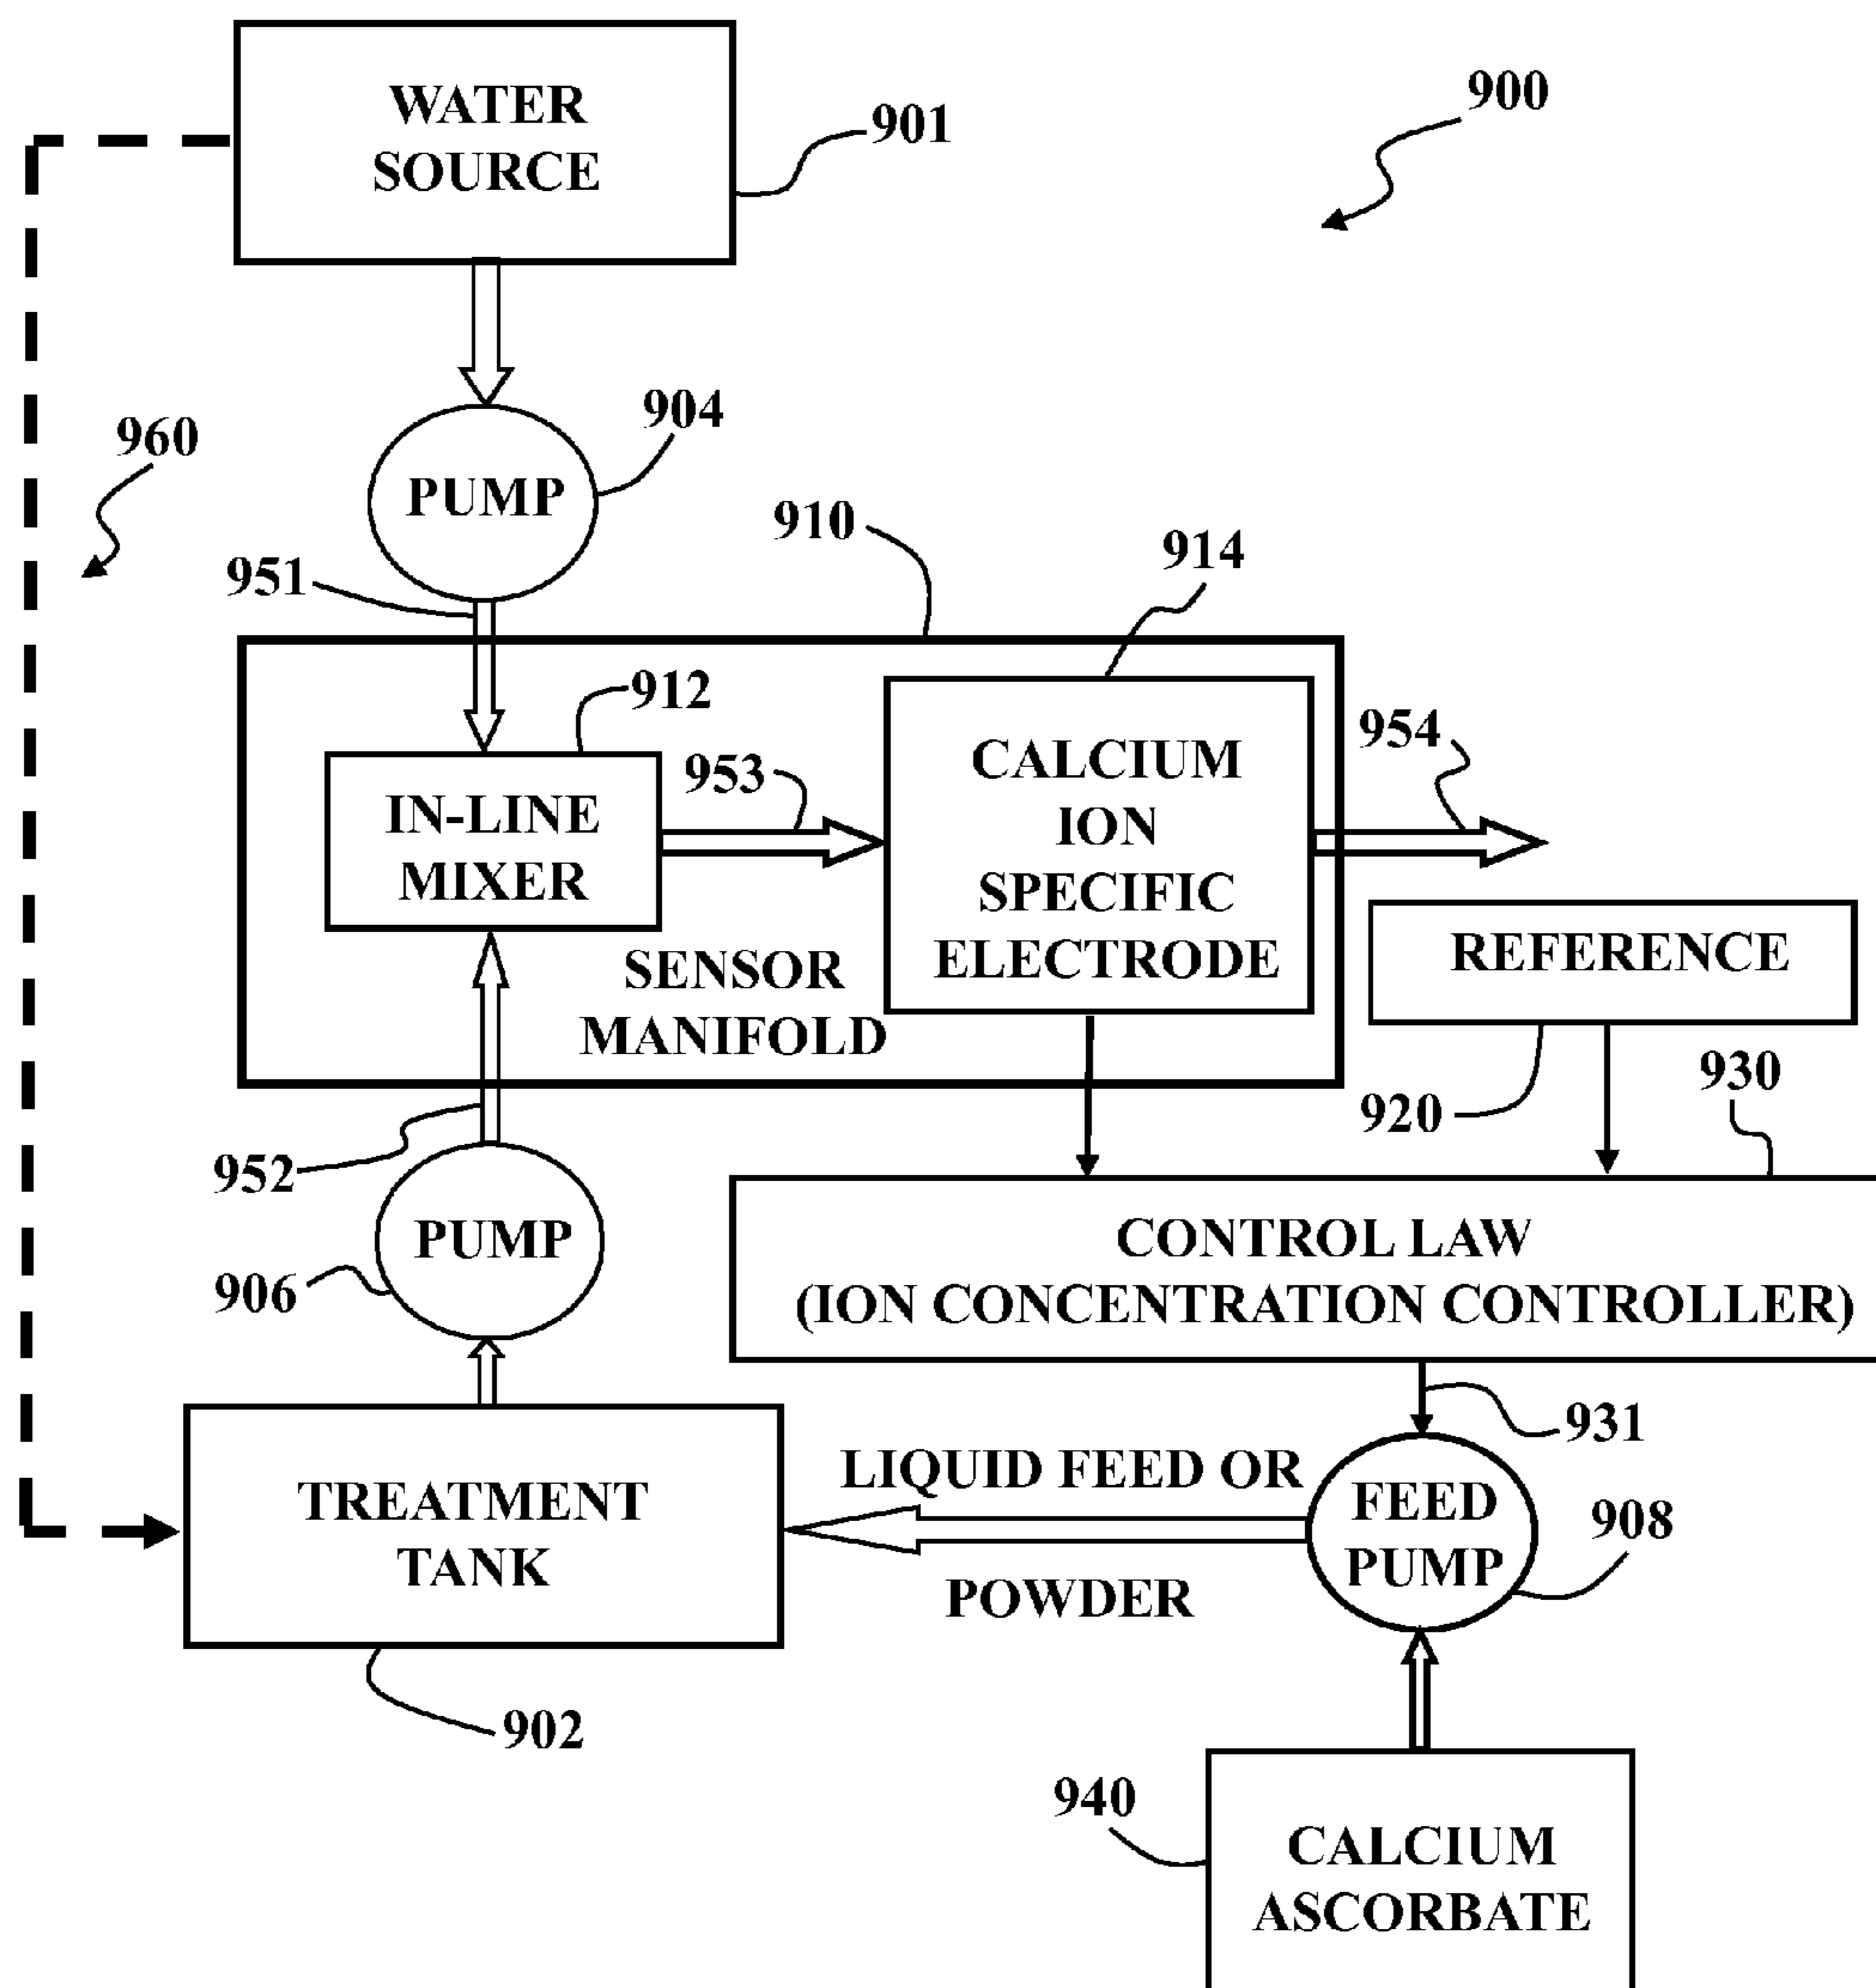 WATER
SOURCE
901
900
960
PUMP
904
951
910
914
912
953
954
IN-LINE
MIXER
CALCIUM
ION
SPECIFIC
ELECTRODE
SENSOR
MANIFOLD
REFERENCE
920
930
952
PUMP
906
CONTROL LAW
(ION CONCENTRATION CONTROLLER)
931
TREATMENT
TANK
902
LIQUID FEED OR
POWDER
FEED
PUMP
908
940
CALCIUM
ASCORBATE